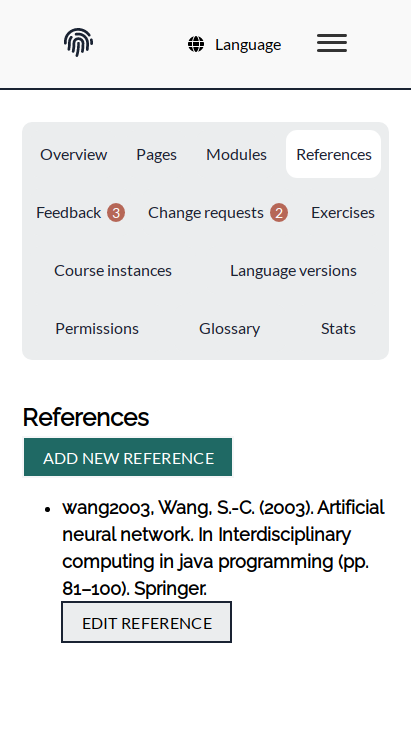 Language
Overview Pages Modules References
Feedback 3 Change requests 2 Exercises
Course instances Language versions
Permissions Glossary Stats
References
ADD NEW REFERENCE
• wang2003, Wang, S.-C. (2003). Artificial
neural network. In Interdisciplinary
computing in java programming (pp.
81–100). Springer.
EDIT REFERENCE